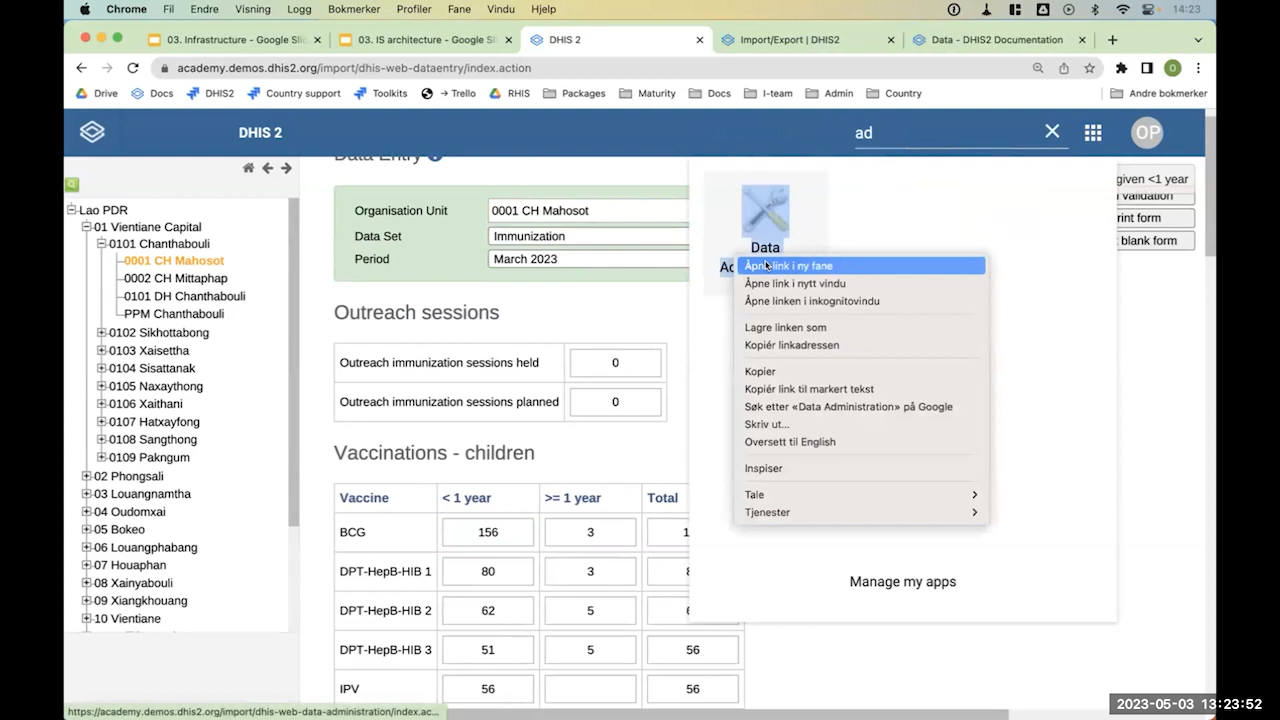 Chrome Fil Endre Visning Logg Bokmerker Profiler Fane Vindu Hjelp 14:23
03. Infrastructure - Google Slid
03. IS architecture - Google Sli
DHIS 2
Import/Export | DHIS2
Data - DHIS2 Documentation
academy.demos.dhis2.org/import/dhis-web-dataentry/index.action
O
Drive Docs DHIS2 Country support Toolkits → Trello RHIS Packages Maturity Docs I-team Admin Country Andre bokmerker
DHIS 2
ad
OP
Lao PDR
01 Vientiane Capital
0101 Chanthabouli
0001 CH Mahosot
0002 CH Mittaphap
0101 DH Chanthabouli
PPM Chanthabouli
0102 Sikhottabong
0103 Xaisettha
0104 Sisattanak
0105 Naxaythong
0106 Xaithani
0107 Hatxayfong
0108 Sangthong
0109 Pakngum
02 Phongsali
03 Louangnamtha
04 Oudomxai
05 Bokeo
06 Louangphabang
07 Houaphan
08 Xainyabouli
09 Xiangkhouang
10 Vientiane
Data Entry
Organisation Unit 0001 CH Mahosot
Data Set Immunization
Period March 2023
Outreach sessions
Outreach immunization sessions held 0
Outreach immunization sessions planned 0
Vaccinations - children
Vaccine < 1 year >= 1 year Total
BCG 156 3 1
DPT-HepB-HIB 1 80 3 8
DPT-HepB-HIB 2 62 5 6
DPT-HepB-HIB 3 51 5 56
IPV 56 56
Data
Ad
Åpne link i ny fane
Åpne link i nytt vindu
Åpne linken i inkognitovindu
Lagre linken som
Kopiér linkadressen
Kopier
Kopiér link til markert tekst
Søk etter «Data Administration» på Google
Skriv ut...
Oversett til English
Inspiser
Tale
Tjenester
Manage my apps
given <1 year
validation
rint form
blank form
https://academy.demos.dhis2.org/import/dhis-web-data-administration/index.ac...
2023-05-03 13:23:52